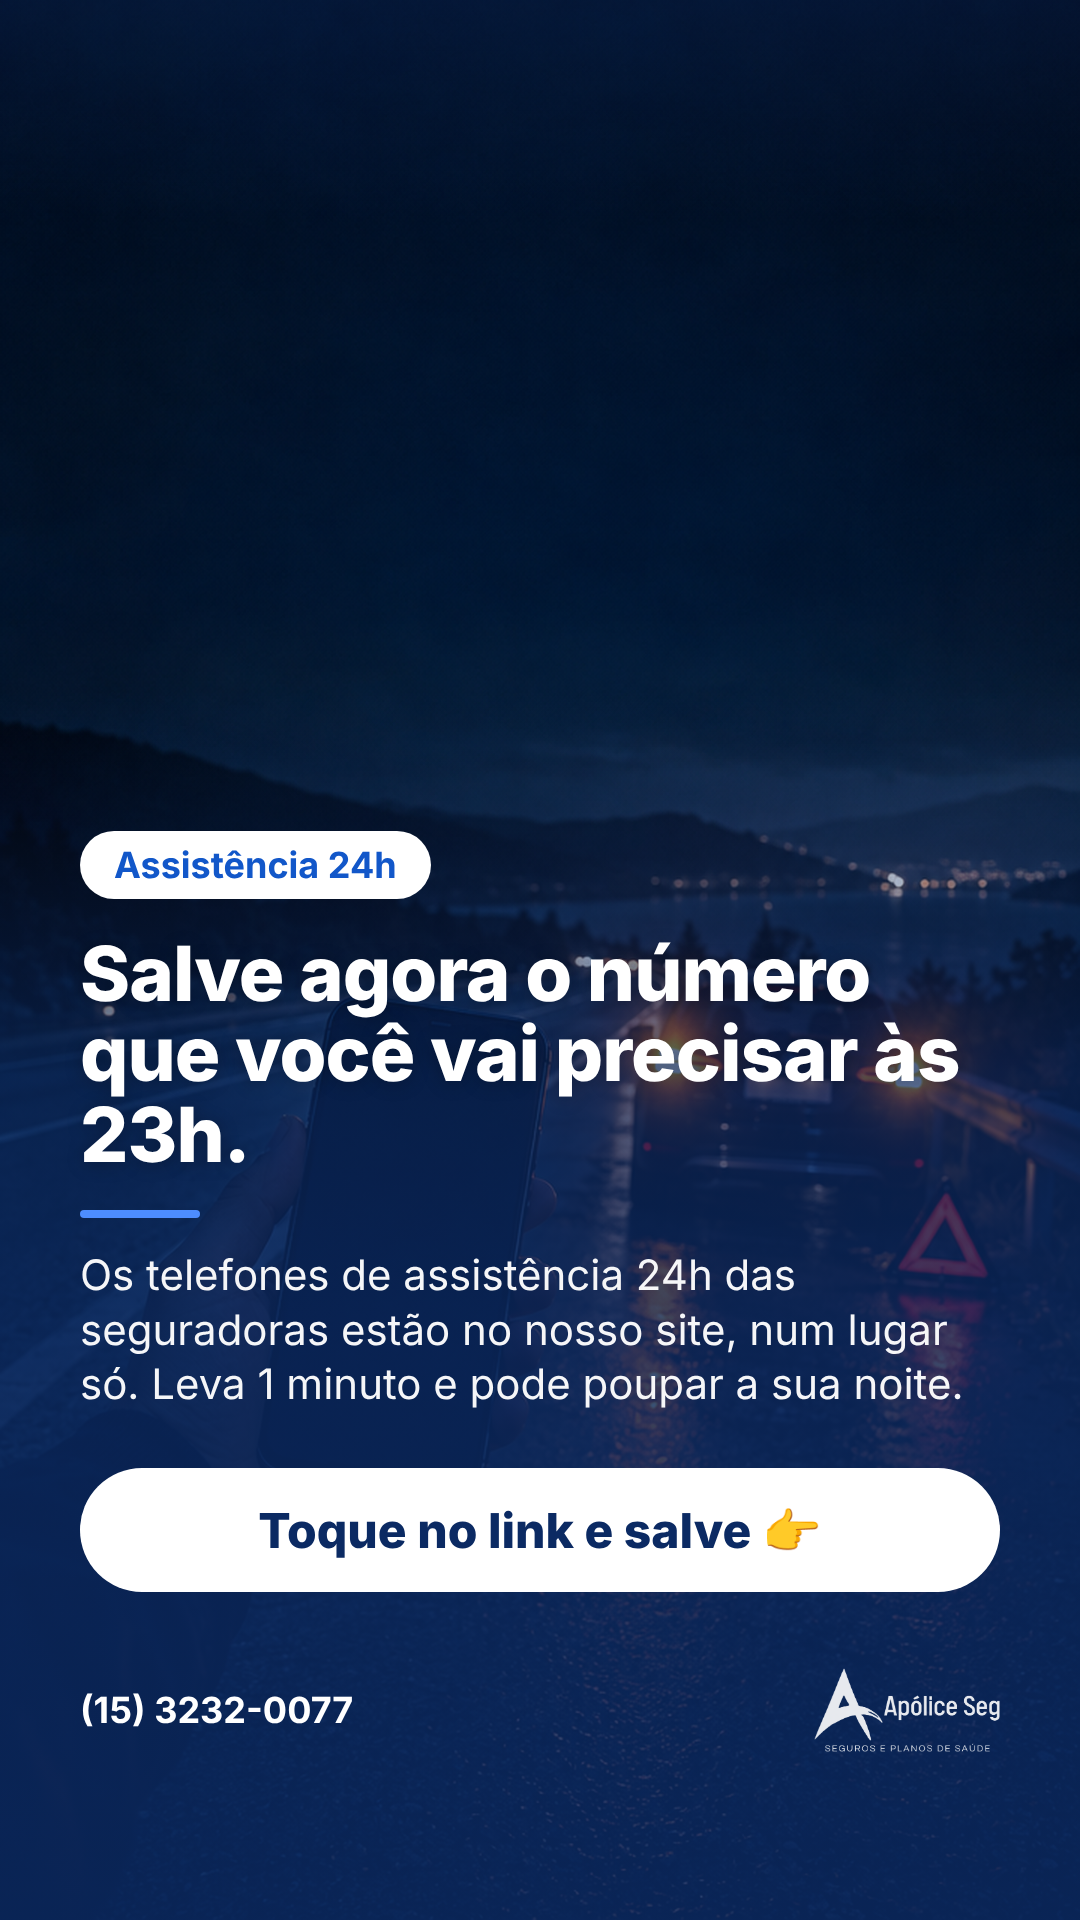 Assistência 24h
Salve agora o número
que você vai precisar às
23h.
Os telefones de assistência 24h das
seguradoras estão no nosso site, num lugar
só. Leva 1 minuto e pode poupar a sua noite.
Toque no link e salve 👉
(15) 3232-0077
Apólice Seg
SEGUROS E PLANOS DE SAÚDE